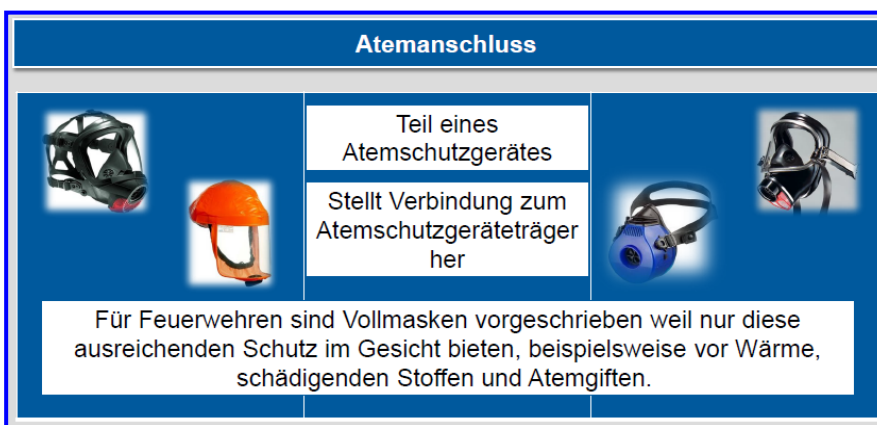 Atemanschluss
Teil eines
Atemschutzgerätes
Stellt Verbindung zum
Atemschutzgeräteträger
her
Für Feuerwehren sind Vollmasken vorgeschrieben weil nur diese
ausreichenden Schutz im Gesicht bieten, beispielsweise vor Wärme,
schädigenden Stoffen und Atemgiften.